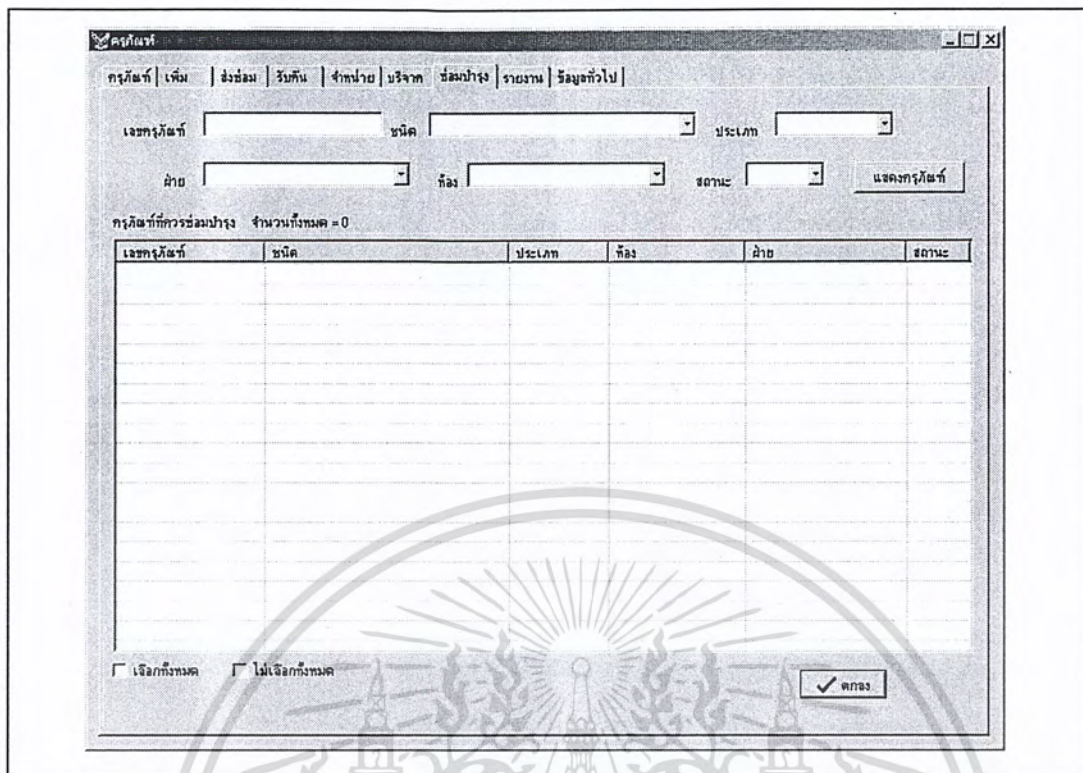 ครุภัณฑ์
ครุภัณฑ์ เพิ่ม ส่งซ่อม รับคืน จำหน่าย บริจาค ซ่อมบำรุง รายงาน ข้อมูลทั่วไป
เลขครุภัณฑ์ ชนิด ประเภท
ฝ่าย ห้อง สถานะ แสดงครุภัณฑ์
ครุภัณฑ์ที่ควรซ่อมบำรุง จำนวนทั้งหมด = 0
เลขครุภัณฑ์ ชนิด ประเภท ห้อง ฝ่าย สถานะ
เลือกทั้งหมด ไม่เลือกทั้งหมด
ตกลง